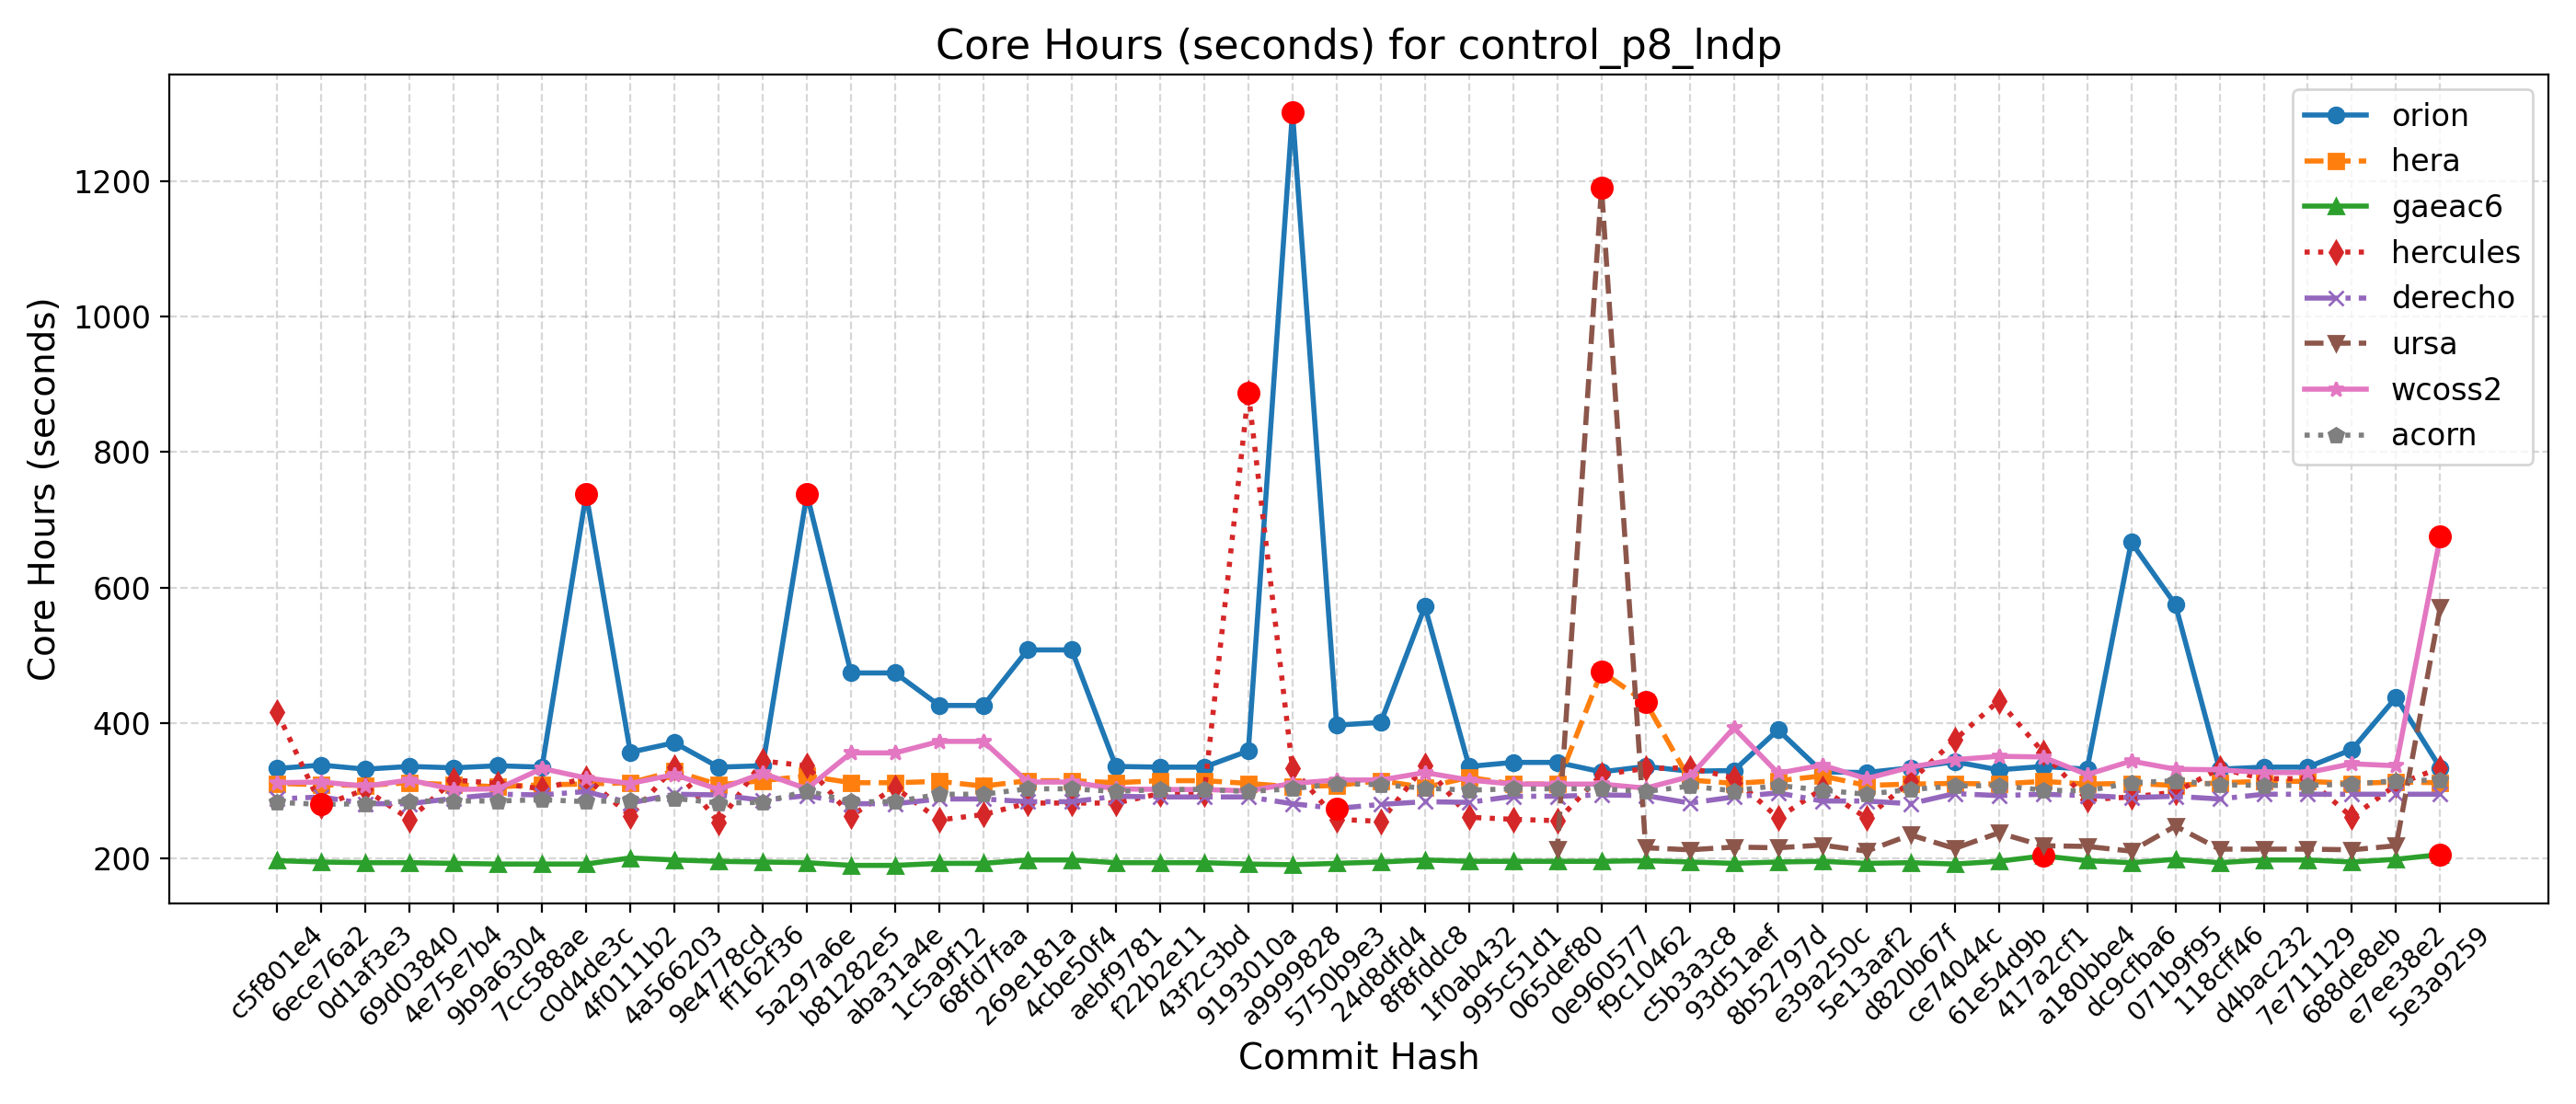 Core Hours (seconds) for control_p8_lndp
Core Hours (seconds)
1200
1000
800
600
400
200
orion
hera
gaeac6
hercules
derecho
ursa
wcoss2
acorn
c5f801e4
6ece76a2
0d1af3e3
69d03840
4e75e7b4
9b9a6304
7cc588ae
c0d4de3c
4f0111b2
4a566203
9e4778cd
ff162f36
5a297a6e
b81282e5
aba31a4e
1c5a9f12
68fd7faa
269e181a
4cbe50f4
aebf9781
f22b2e11
43f2c3bd
9193010a
a9999828
5750b9e3
24d8dfd4
8f8fddc8
1f0ab432
995c51d1
065def80
0e960577
f9c10462
c5b3a3c8
93d51aef
8b52797d
e39a250c
5e13aaf2
d820b67f
ce74044c
61e54d9b
417a2cf1
a180bbe4
dc9cfba6
071b9f95
118cff46
d4bac232
7e711129
688de8eb
e7ee38e2
5e3a9259
Commit Hash